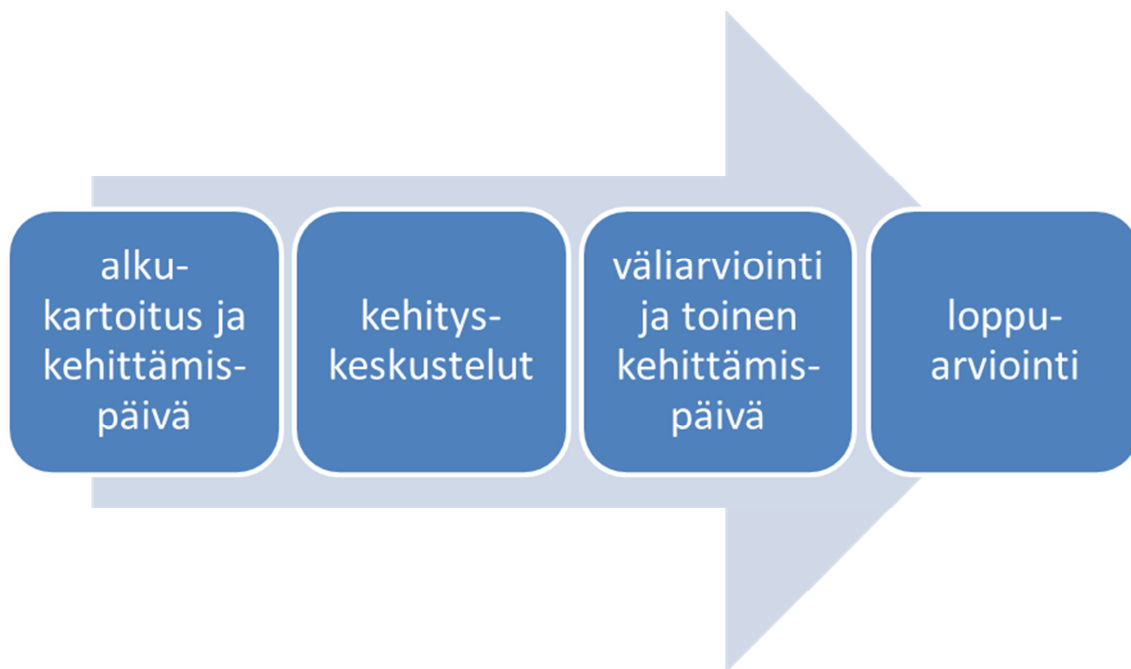 alku-
kartoitus ja
kehittämis-
päivä
kehitys-
keskustelut
väliarviointi
ja toinen
kehittämis-
päivä
loppu-
arviointi